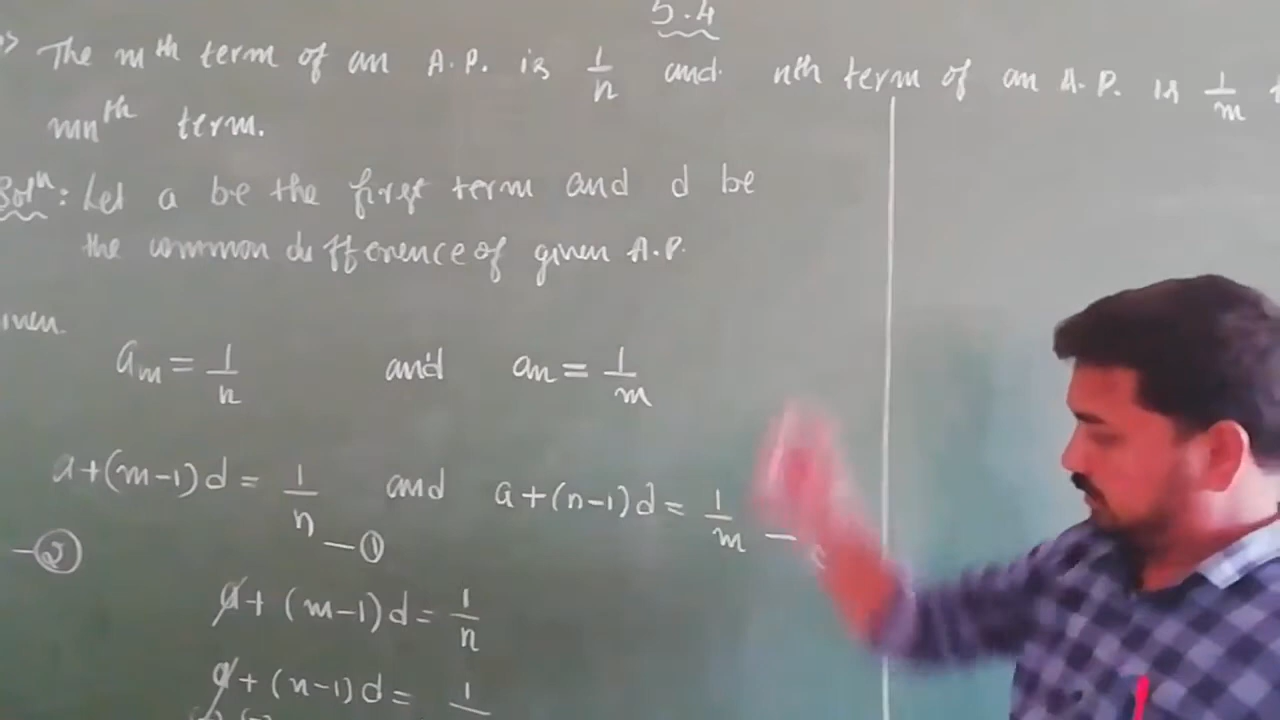 5.4
The mth term of an A.P. is 1/n and nth term of an A.P. is 1/m
mnth term.
Soln: Let a be the first term and d be
the common difference of given A.P.
iven
am = 1/n and an = 1/m
a+(m-1)d = 1/n -① and a+(n-1)d = 1/m -
-②
a+ (m-1)d = 1/n
a+ (n-1)d = 1
(-) (-)